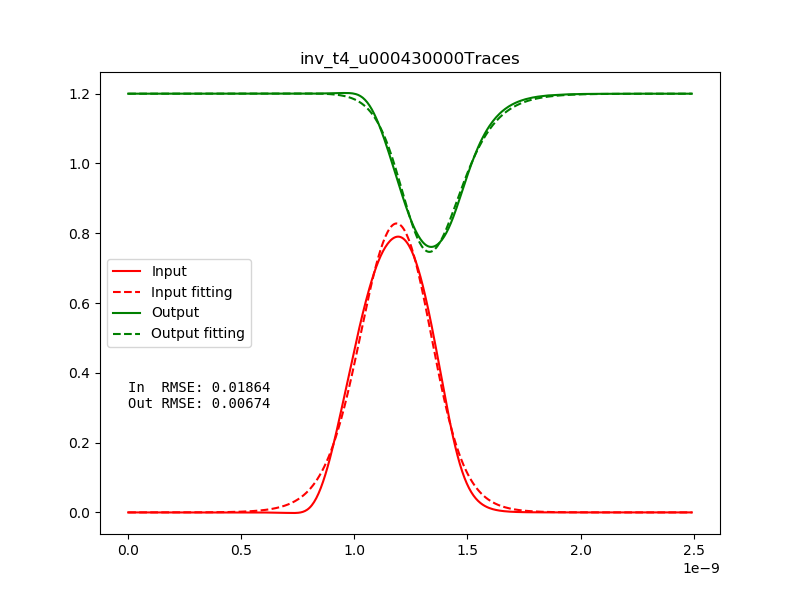 inv_t4_u000430000Traces
1.2
1.0
0.8
0.6
0.4
0.2
0.0
Input
Input fitting
Output
Output fitting
In  RMSE: 0.01864
Out RMSE: 0.00674
0.0 0.5 1.0 1.5 2.0 2.5
1e−9